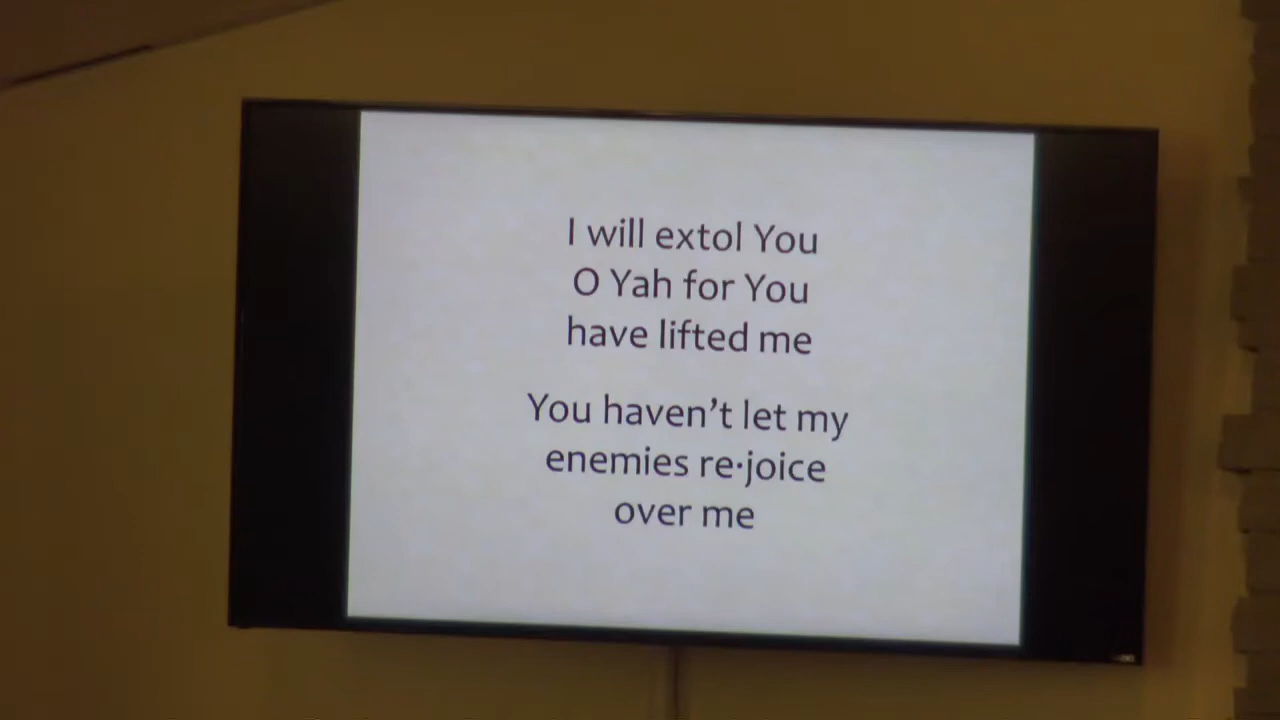 I will extol You
O Yah for You
have lifted me
You haven't let my
enemies re·joice
over me